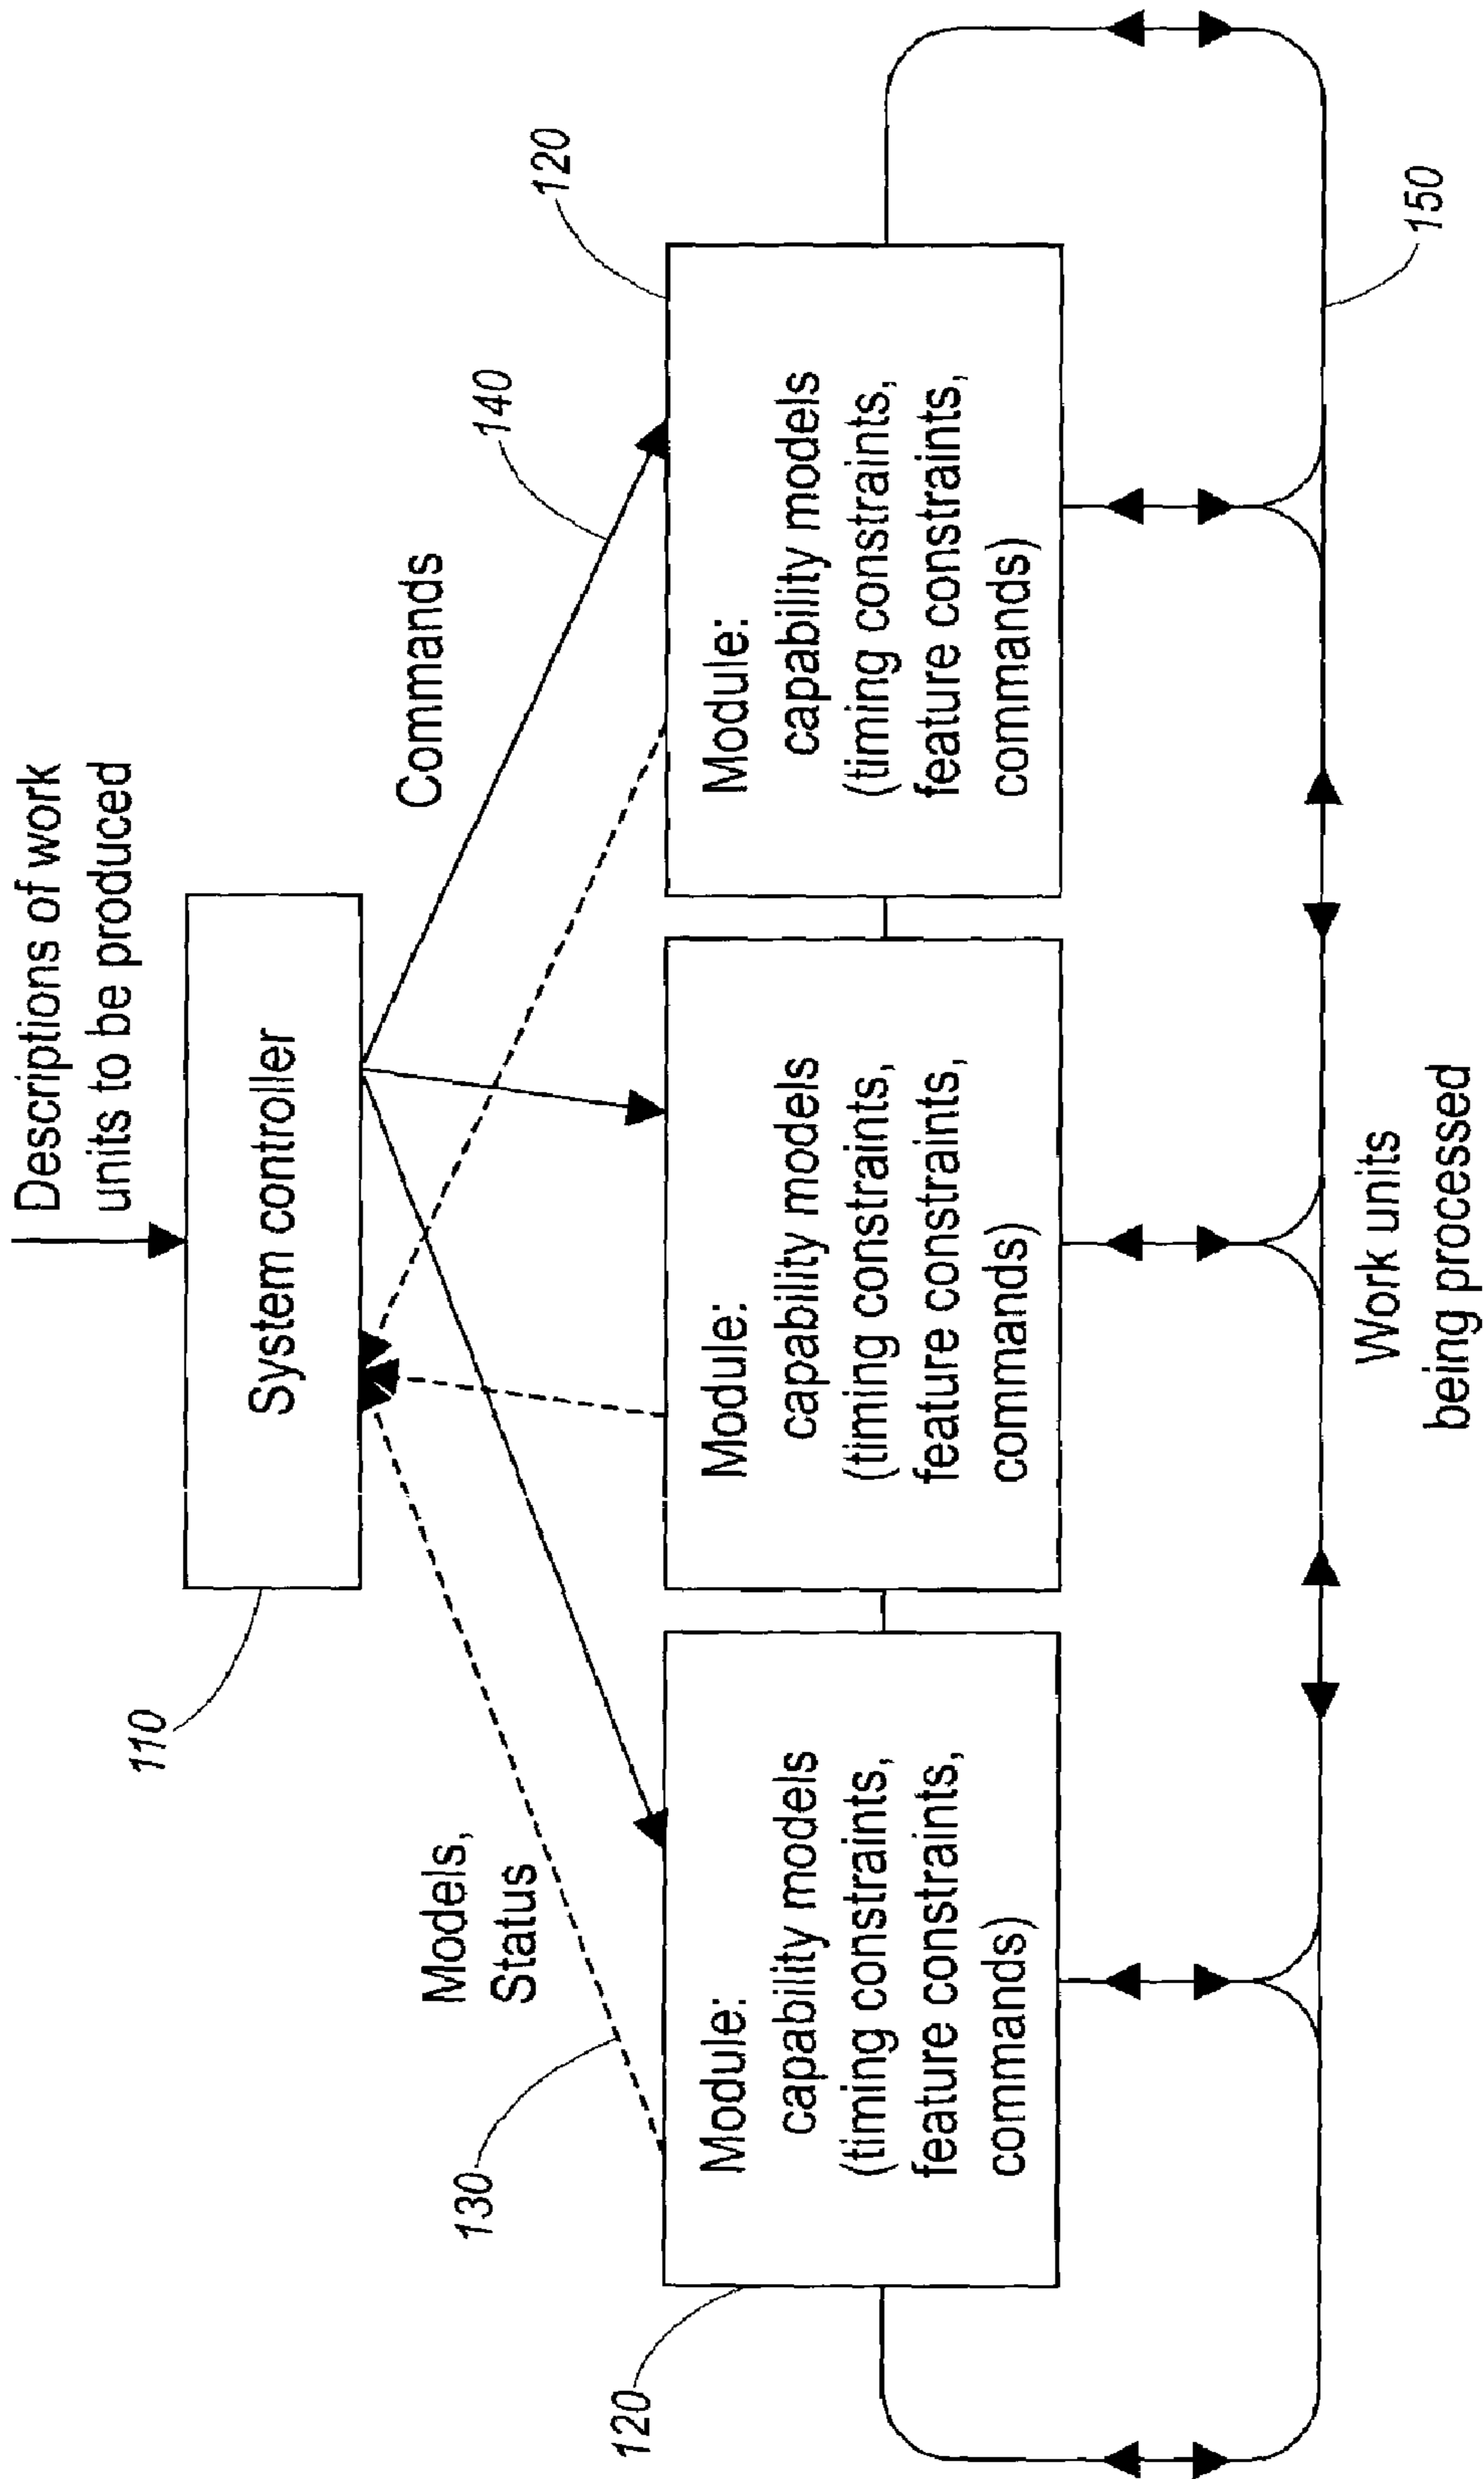 Descriptions of work
units to be produced
110
System controller
Models,
Status
Commands
130
140
120
120
Module:
capability models
(timing constraints,
feature constraints,
commands)
Module:
capability models
(timing constraints,
feature constraints,
commands)
Module:
capability models
(timing constraints,
feature constraints,
commands)
150
Work units
being processed